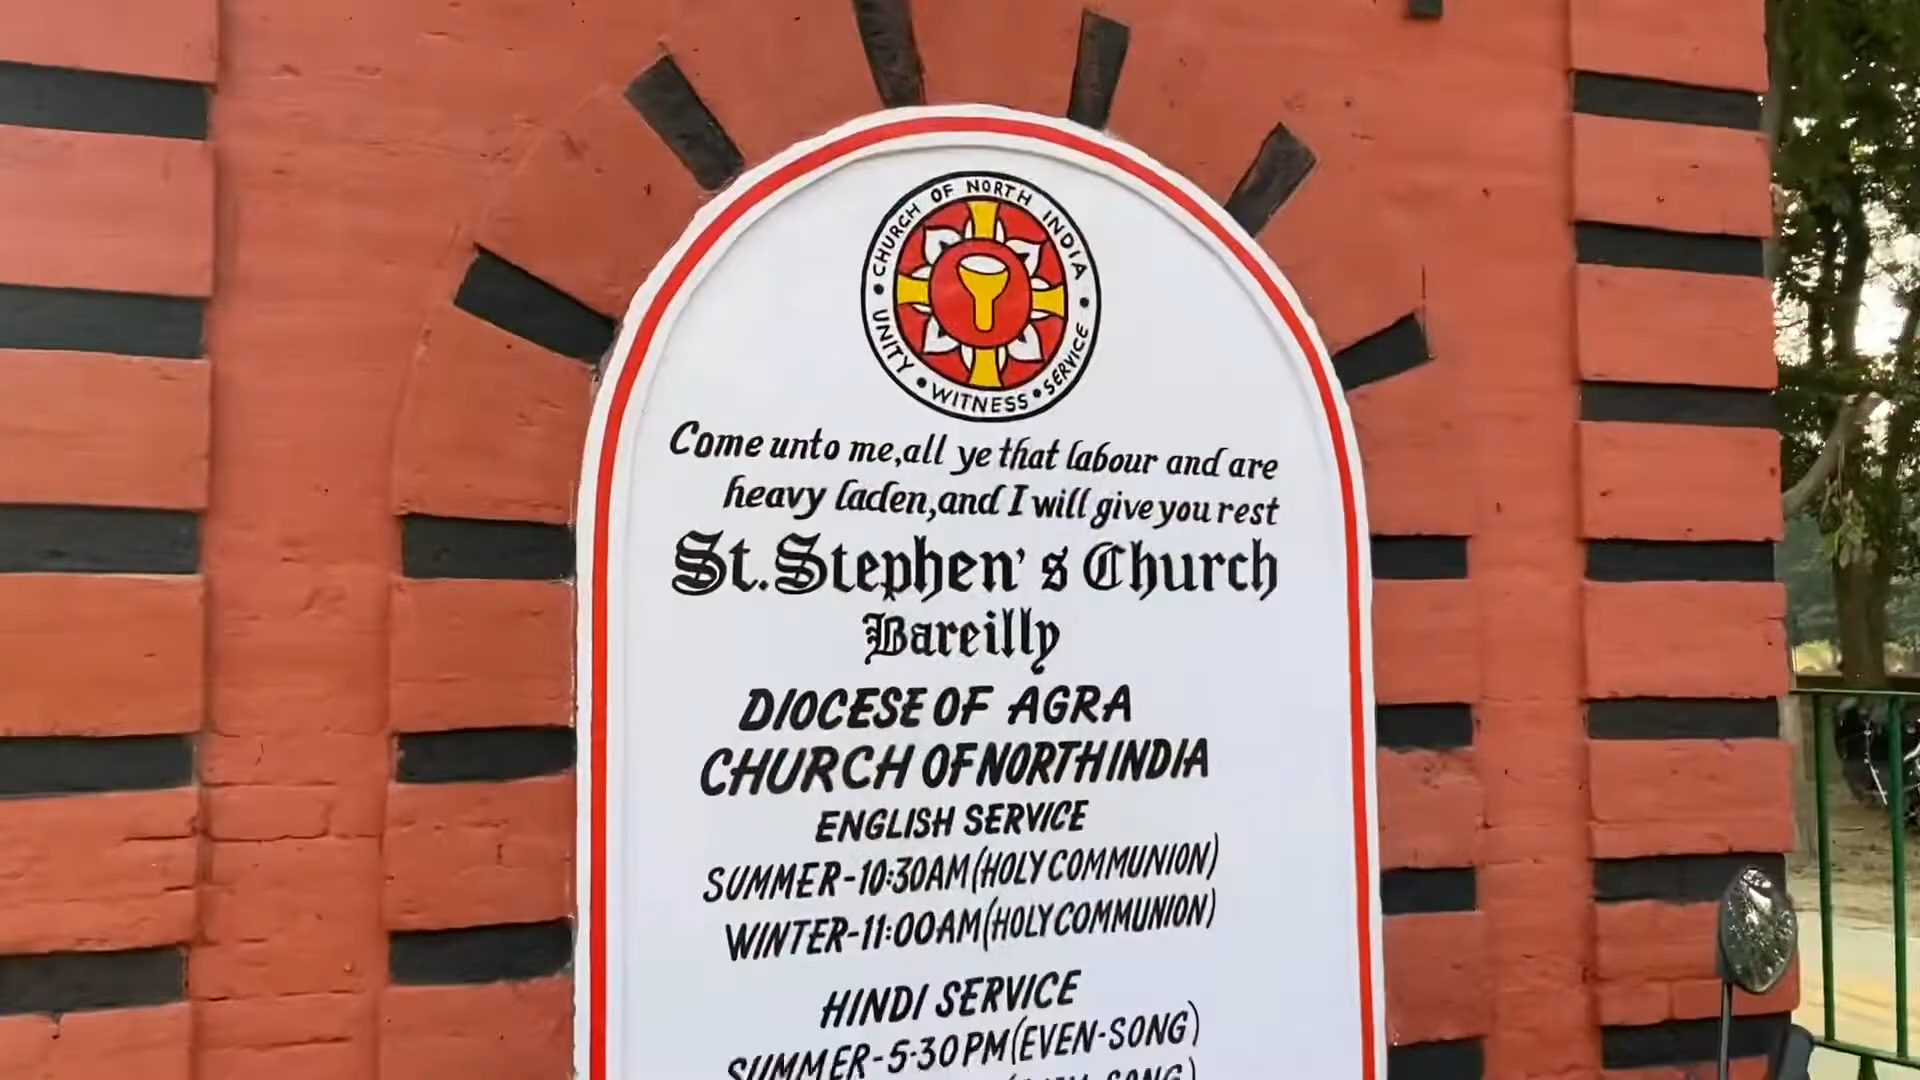 CHURCH OF NORTH INDIA
UNITY • WITNESS • SERVICE
Come unto me,all ye that labour and are
heavy laden,and I will give you rest
St. Stephen's Church
Bareilly
DIOCESE OF AGRA
CHURCH OF NORTH INDIA
ENGLISH SERVICE
SUMMER-10:30AM(HOLY COMMUNION)
WINTER-11:00AM(HOLY COMMUNION)
HINDI SERVICE
SUMMER-5:30PM(EVEN-SONG)